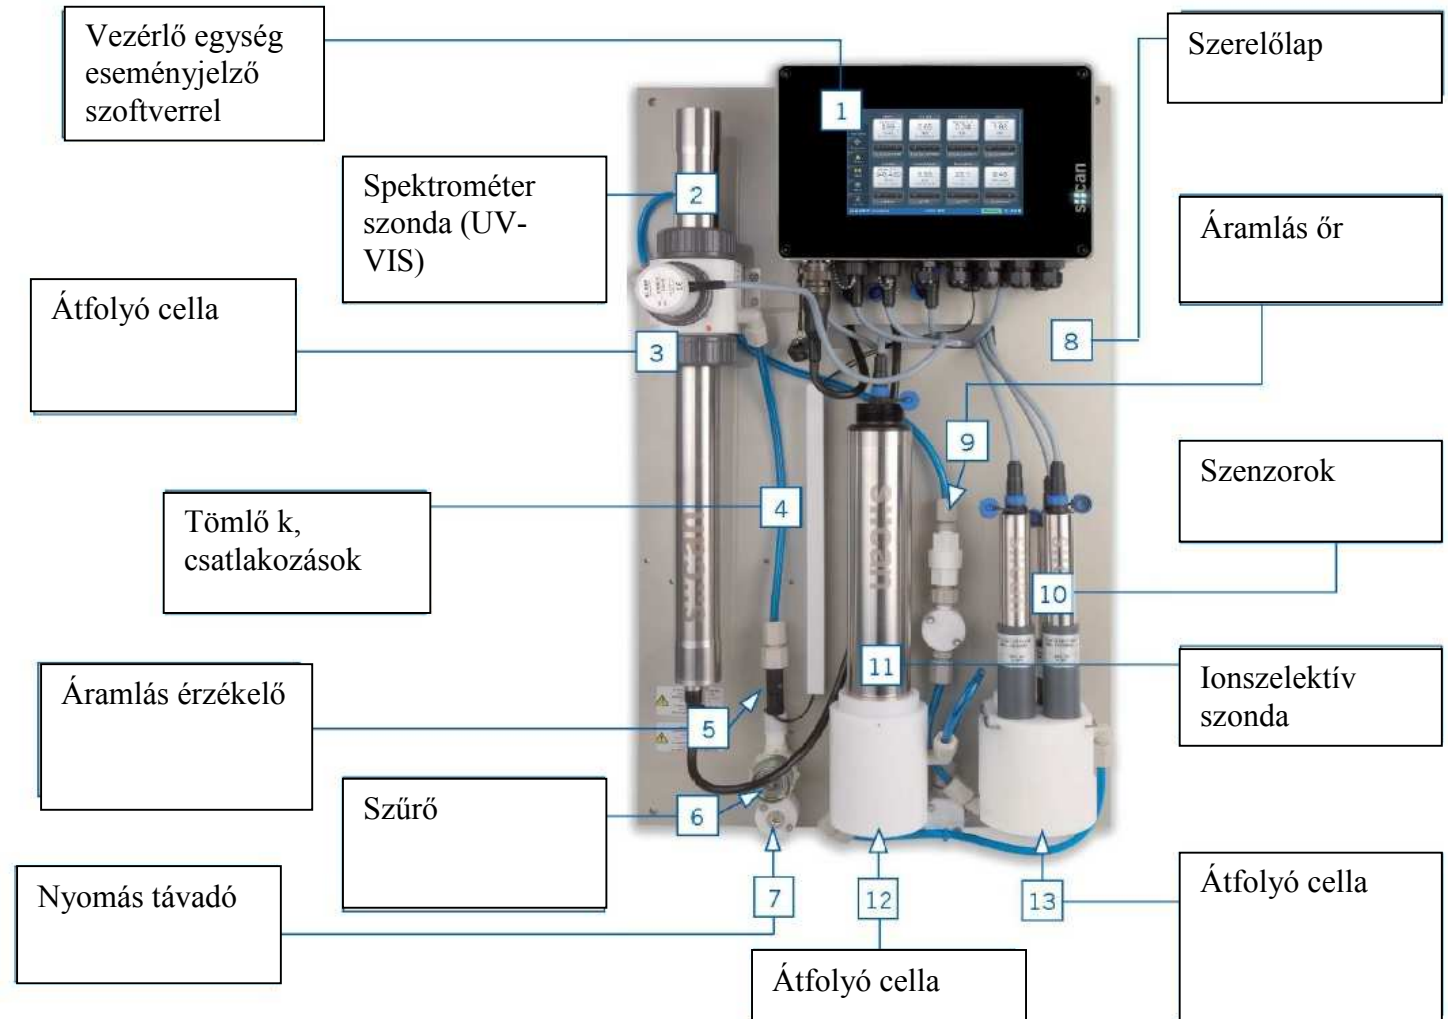 Vezérlő egység
eseményjelző
szoftverrel
Szerelőlap
1
s::can
Spektrométer
szonda (UV-
VIS)
2
Áramlás őr
Átfolyó cella
3
8
9
Szenzorok
Tömlő k,
csatlakozások
4
s::can
s::can
10
11
Áramlás érzékelő
5
Ionszelektív
szonda
Szűrő
6
Nyomás távadó
7
12
13
Átfolyó cella
Átfolyó cella